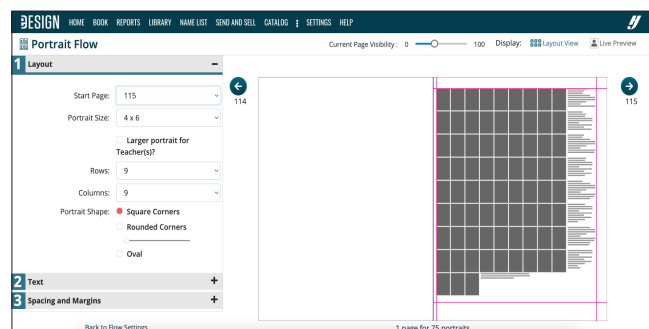 DESIGN HOME BOOK REPORTS LIBRARY NAME LIST SEND AND SELL CATALOG SETTINGS HELP
Portrait Flow
Current Page Visibility : 0 100 Display: Layout View Live Preview
1 Layout −
Start Page: 115
Portrait Size: 4 x 6
Larger portrait for
Teacher(s)?
Rows: 9
Columns: 9
Portrait Shape: Square Corners
Rounded Corners
Oval
2 Text +
3 Spacing and Margins +
Back to Flow Settings
114
115
1 page for 75 portraits